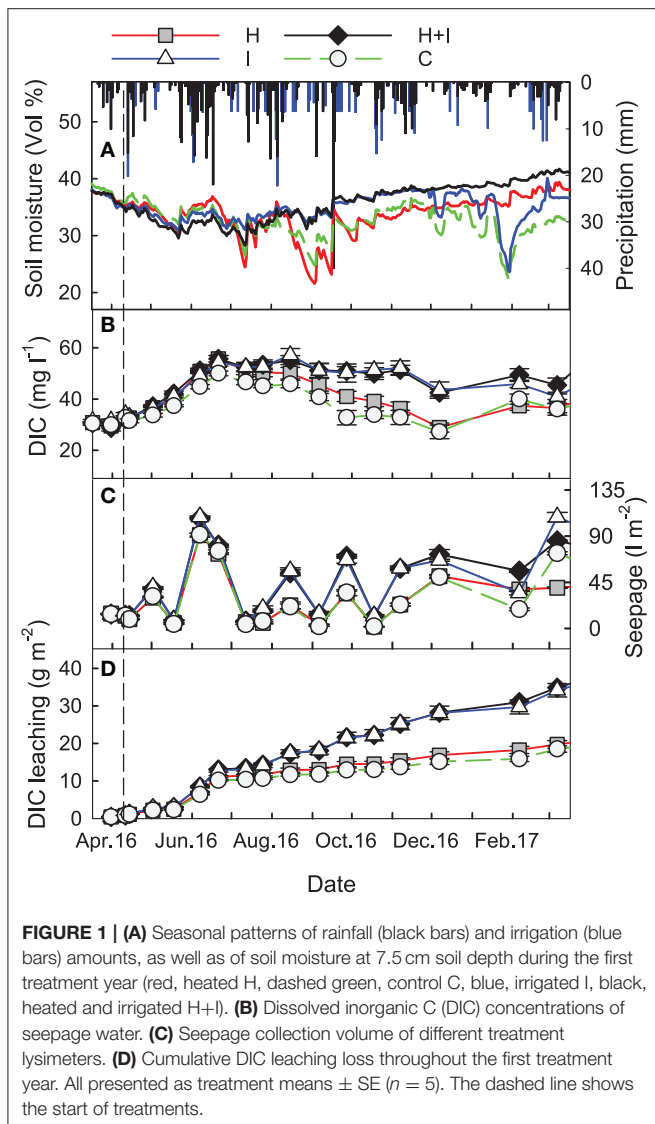 H H+I
I C
0
50 10
40 20
30 30
20 40
Soil moisture (Vol %)
Precipitation (mm)
A
B
60
40
20
DIC (mg l-1)
C
135
90
45
0
Seepage (l m-2)
D
40
30
20
10
0
DIC leaching (g m-2)
Apr.16 Jun.16 Aug.16 Oct.16 Dec.16 Feb.17
Date
FIGURE 1 | (A) Seasonal patterns of rainfall (black bars) and irrigation (blue
bars) amounts, as well as of soil moisture at 7.5 cm soil depth during the first
treatment year (red, heated H, dashed green, control C, blue, irrigated I, black,
heated and irrigated H+I). (B) Dissolved inorganic C (DIC) concentrations of
seepage water. (C) Seepage collection volume of different treatment
lysimeters. (D) Cumulative DIC leaching loss throughout the first treatment
year. All presented as treatment means ± SE (n = 5). The dashed line shows
the start of treatments.